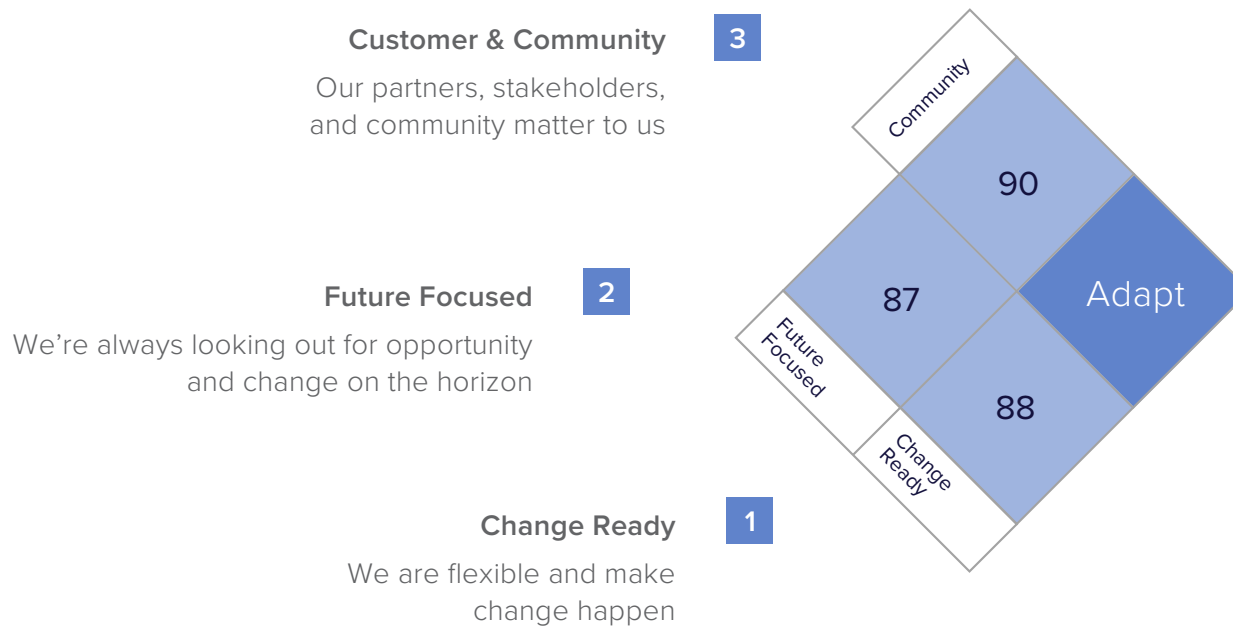 Customer & Community
3
Our partners, stakeholders,
and community matter to us
Future Focused
2
We’re always looking out for opportunity
and change on the horizon
Change Ready
1
We are flexible and make
change happen
Community
90
87
Adapt
Future
Focused
88
Change
Ready